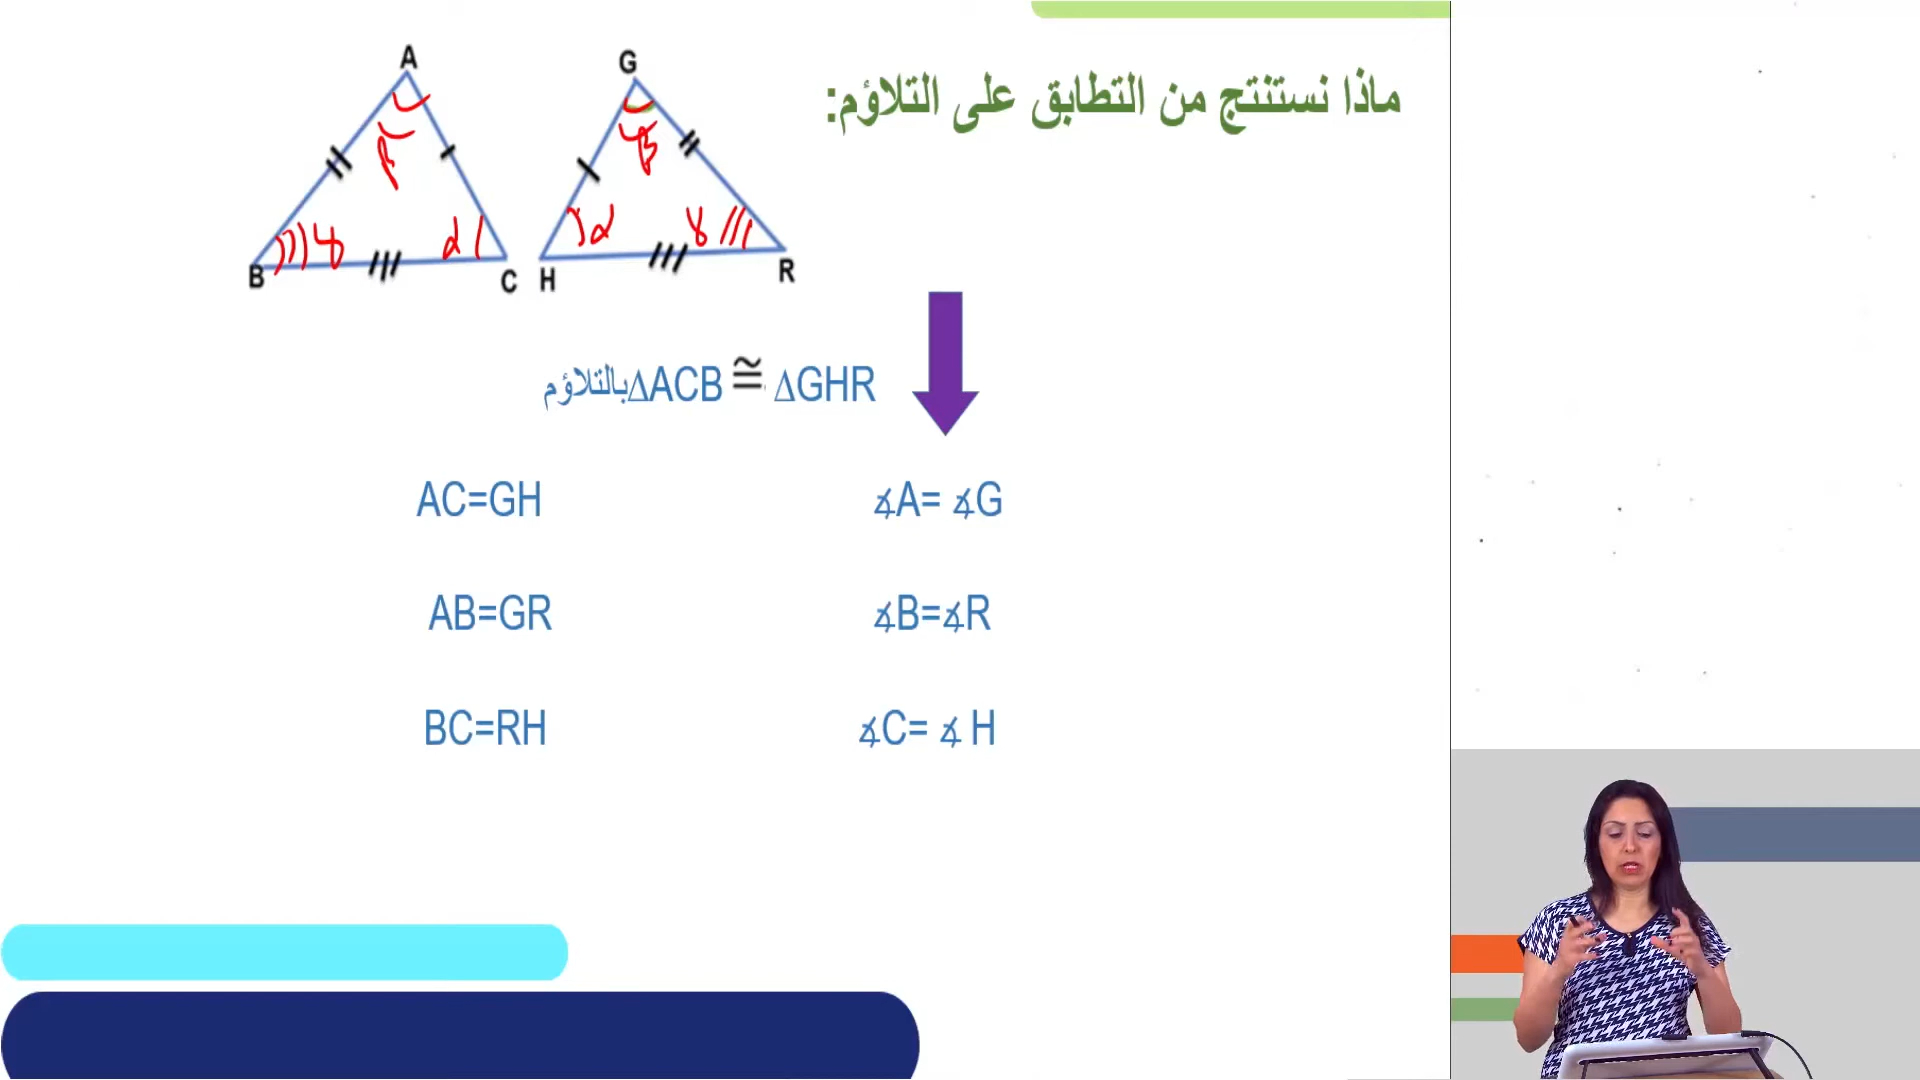 ماذا نستنتج من التطابق على التلاؤم:
A
G
β
β
γ
α
α
γ
B
C
H
R
بالتلاؤم ΔACB ≅ ΔGHR
AC=GH
∡A= ∡G
AB=GR
∡B=∡R
BC=RH
∡C= ∡ H